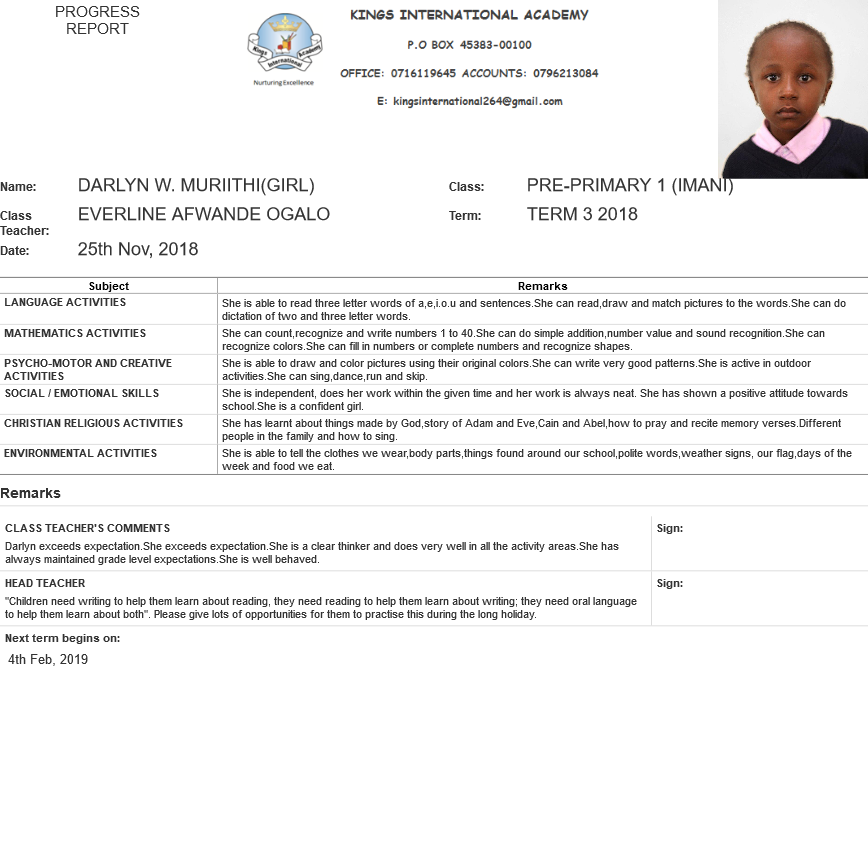 PROGRESS
REPORT
Kings International Academy
Nurturing Excellence
KINGS INTERNATIONAL ACADEMY
P.O BOX 45383-00100
OFFICE: 0716119645 ACCOUNTS: 0796213084
E: kingsinternational264@gmail.com
Name: DARLYN W. MURIITHI(GIRL) Class: PRE-PRIMARY 1 (IMANI)
Class Teacher: EVERLINE AFWANDE OGALO Term: TERM 3 2018
Date: 25th Nov, 2018
Subject Remarks
LANGUAGE ACTIVITIES She is able to read three letter words of a,e,i.o.u and sentences.She can read,draw and match pictures to the words.She can do
dictation of two and three letter words.
MATHEMATICS ACTIVITIES She can count,recognize and write numbers 1 to 40.She can do simple addition,number value and sound recognition.She can
recognize colors.She can fill in numbers or complete numbers and recognize shapes.
PSYCHO-MOTOR AND CREATIVE She is able to draw and color pictures using their original colors.She can write very good patterns.She is active in outdoor
ACTIVITIES activities.She can sing,dance,run and skip.
SOCIAL / EMOTIONAL SKILLS She is independent, does her work within the given time and her work is always neat. She has shown a positive attitude towards
school.She is a confident girl.
CHRISTIAN RELIGIOUS ACTIVITIES She has learnt about things made by God,story of Adam and Eve,Cain and Abel,how to pray and recite memory verses.Different
people in the family and how to sing.
ENVIRONMENTAL ACTIVITIES She is able to tell the clothes we wear,body parts,things found around our school,polite words,weather signs, our flag,days of the
week and food we eat.
Remarks
CLASS TEACHER'S COMMENTS Sign:
Darlyn exceeds expectation.She exceeds expectation.She is a clear thinker and does very well in all the activity areas.She has
always maintained grade level expectations.She is well behaved.
HEAD TEACHER Sign:
"Children need writing to help them learn about reading, they need reading to help them learn about writing; they need oral language
to help them learn about both". Please give lots of opportunities for them to practise this during the long holiday.
Next term begins on:
4th Feb, 2019